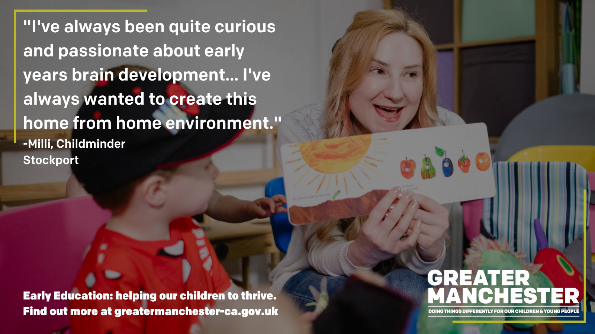 "I've always been quite curious
and passionate about early
years brain development... I've
always wanted to create this
home from home environment."
-Milli, Childminder
Stockport
Early Education: helping our children to thrive.
Find out more at greatermanchester-ca.gov.uk
GREATER
MANCHESTER
DOING THINGS DIFFERENTLY FOR OUR CHILDREN & YOUNG PEOPLE